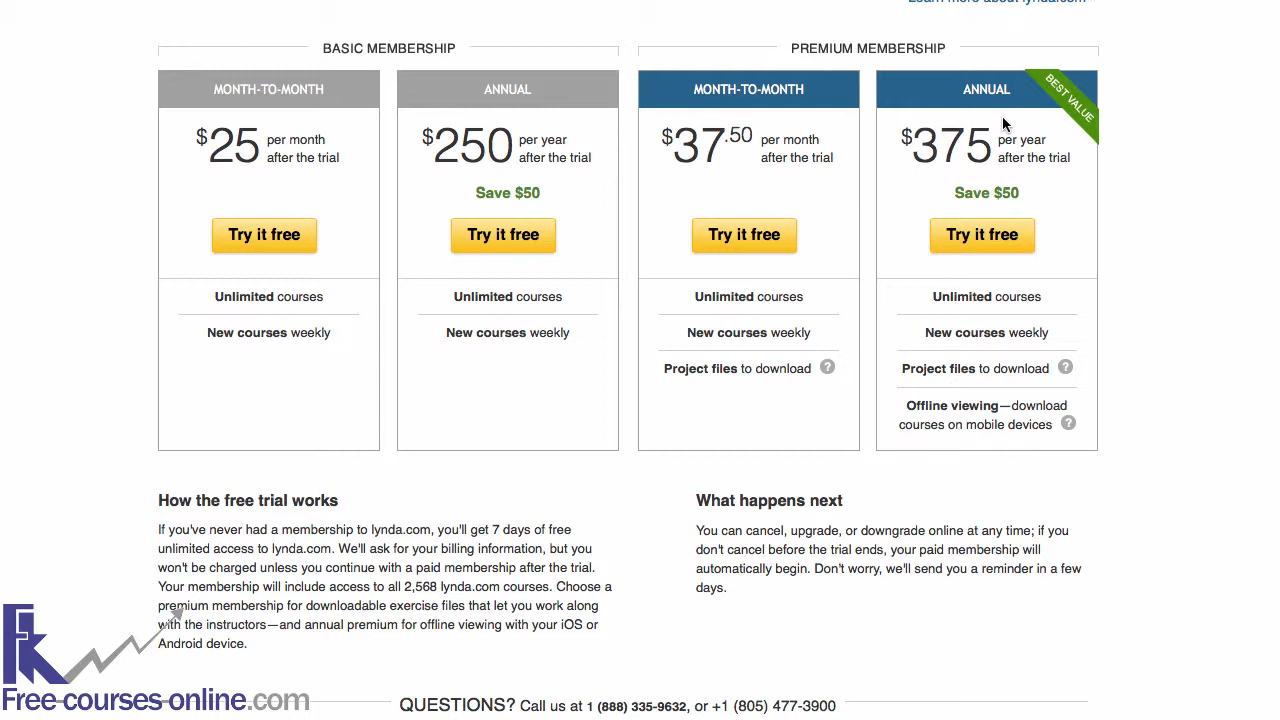 Learn more about lynda.com
BASIC MEMBERSHIP
PREMIUM MEMBERSHIP
MONTH-TO-MONTH
$25 per month
after the trial
Try it free
Unlimited courses
New courses weekly
ANNUAL
$250 per year
after the trial
Save $50
Try it free
Unlimited courses
New courses weekly
MONTH-TO-MONTH
$37.50 per month
after the trial
Try it free
Unlimited courses
New courses weekly
Project files to download ?
ANNUAL
BEST VALUE
$375 per year
after the trial
Save $50
Try it free
Unlimited courses
New courses weekly
Project files to download ?
Offline viewing—download
courses on mobile devices ?
How the free trial works
If you've never had a membership to lynda.com, you'll get 7 days of free
unlimited access to lynda.com. We'll ask for your billing information, but you
won't be charged unless you continue with a paid membership after the trial.
Your membership will include access to all 2,568 lynda.com courses. Choose a
premium membership for downloadable exercise files that let you work along
with the instructors—and annual premium for offline viewing with your iOS or
Android device.
What happens next
You can cancel, upgrade, or downgrade online at any time; if you
don't cancel before the trial ends, your paid membership will
automatically begin. Don't worry, we'll send you a reminder in a few
days.
Free-courses-online.com
QUESTIONS? Call us at 1 (888) 335-9632, or +1 (805) 477-3900